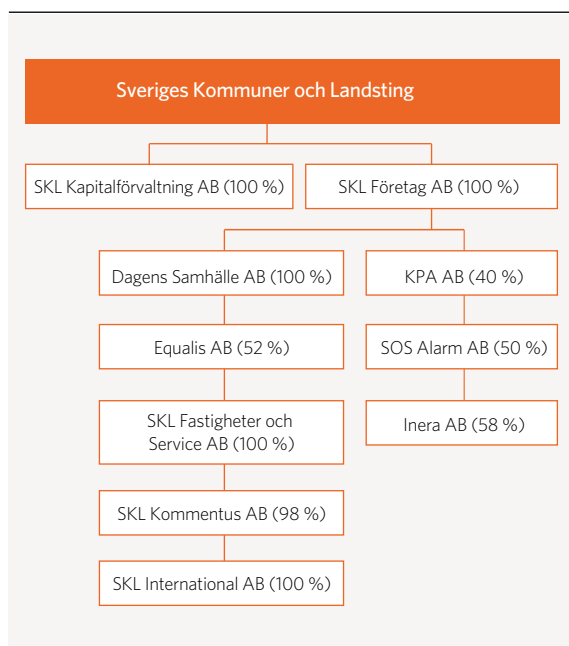 Sveriges Kommuner och Landsting
SKL Kapitalförvaltning AB (100 %)
SKL Företag AB (100 %)
Dagens Samhälle AB (100 %)
KPA AB (40 %)
Equalis AB (52 %)
SOS Alarm AB (50 %)
SKL Fastigheter och
Service AB (100 %)
Inera AB (58 %)
SKL Kommentus AB (98 %)
SKL International AB (100 %)